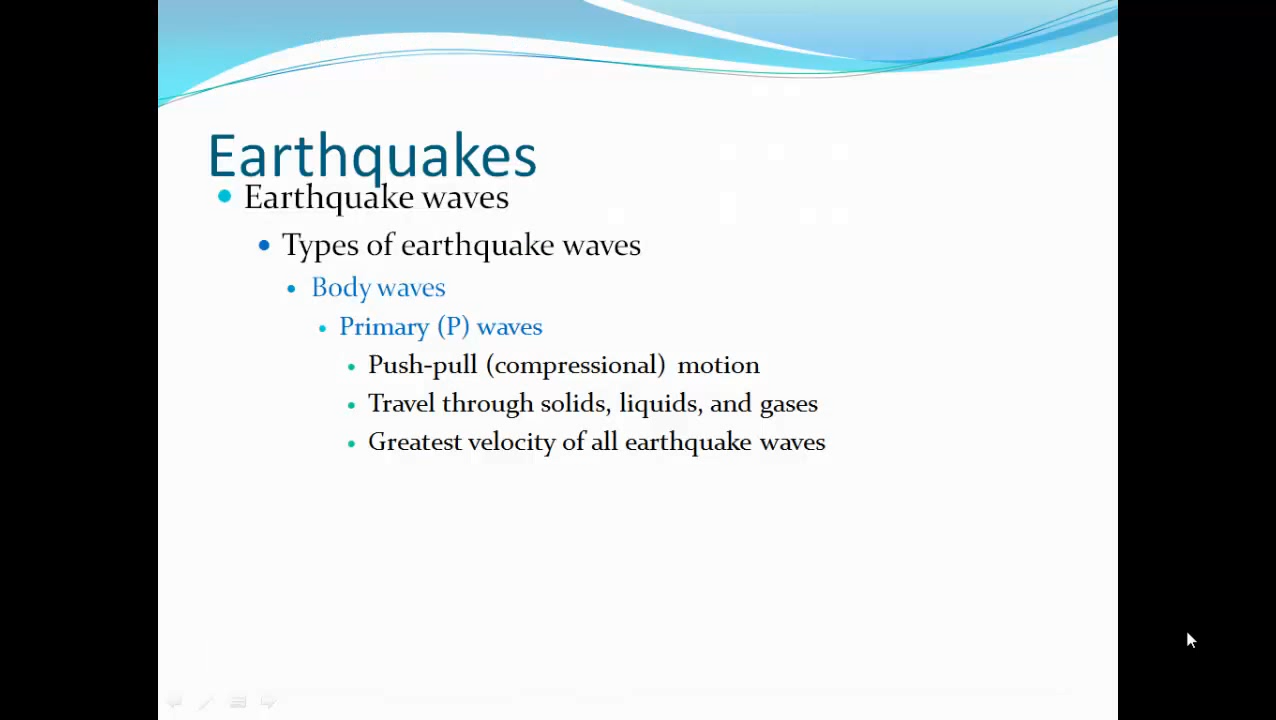 Earthquakes
Earthquake waves
Types of earthquake waves
Body waves
Primary (P) waves
Push-pull (compressional) motion
Travel through solids, liquids, and gases
Greatest velocity of all earthquake waves